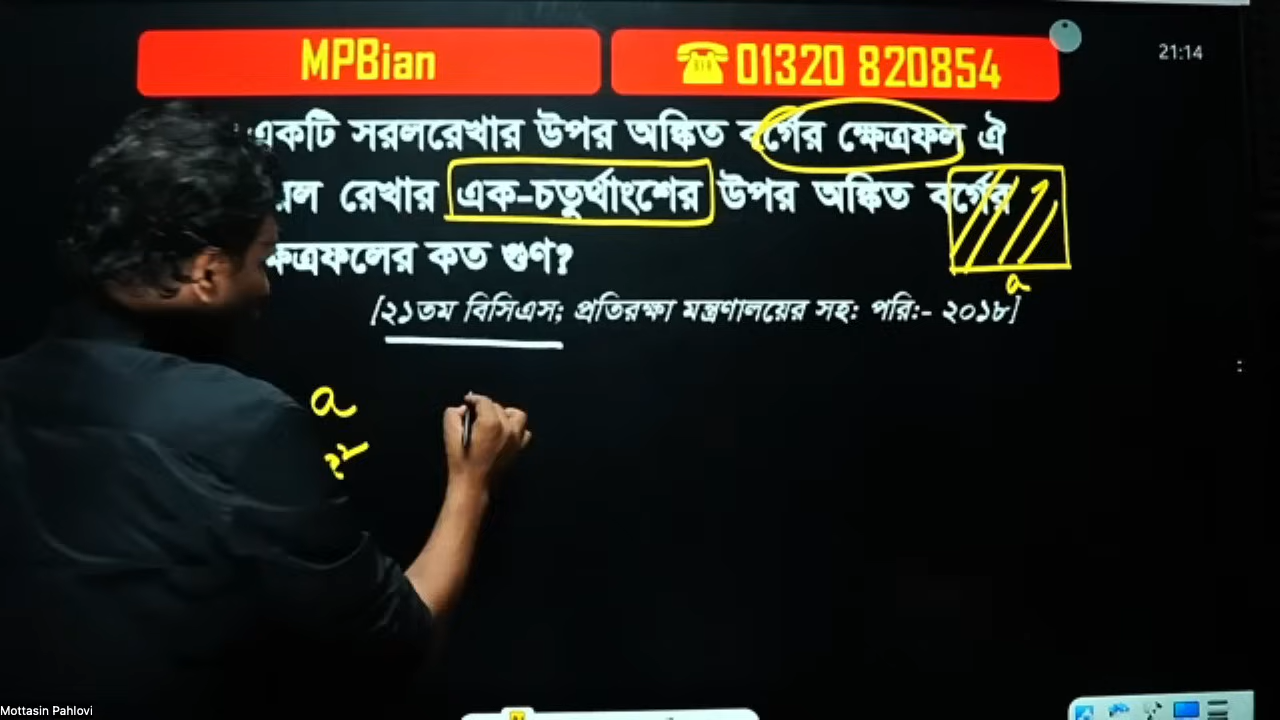 MPBian
☎01320 820854
21:14
একটি সরলরেখার উপর অঙ্কিত বর্গের ক্ষেত্রফল ঐ
রেখার এক-চতুর্থাংশের উপর অঙ্কিত বর্গের
কত গুণ?
a
[২১তম বিসিএস; প্রতিরক্ষা মন্ত্রণালয়ের সহ: পরি:- ২০১৮]
a
Mottasin Pahlovi